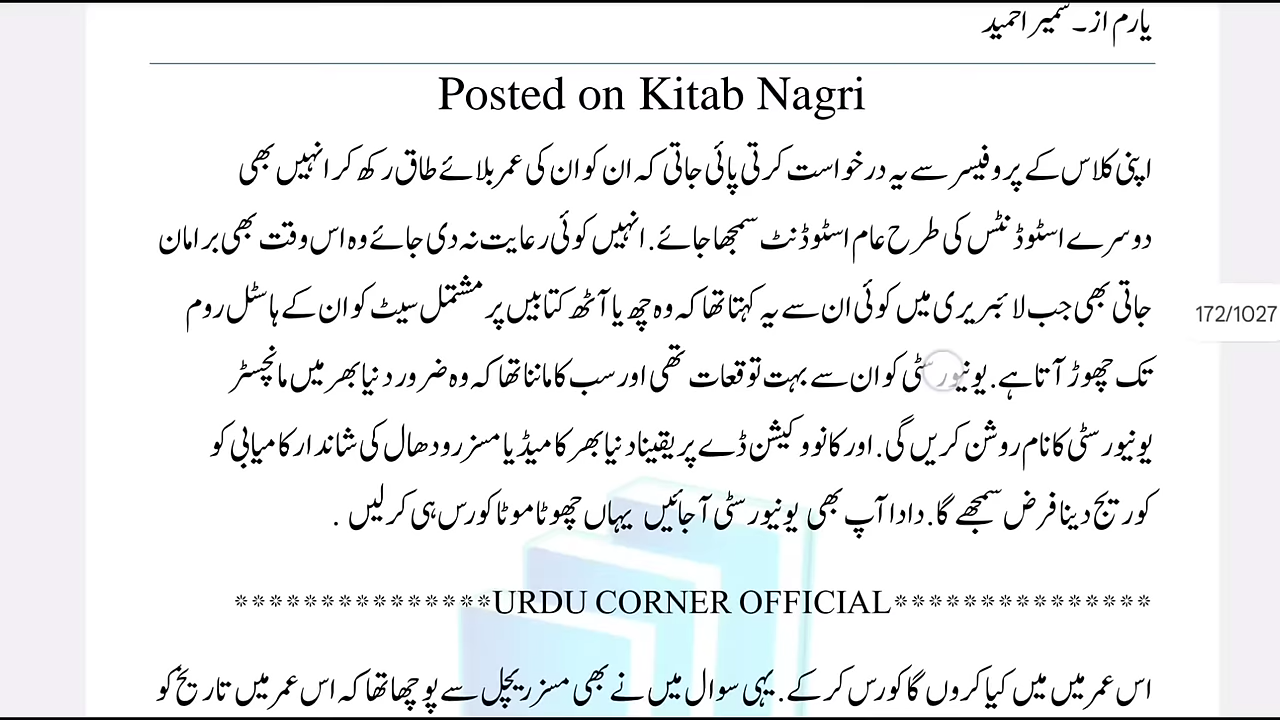 یارم از۔ سمیرا حمید
Posted on Kitab Nagri
اپنی کلاس کے پروفیسر سے یہ درخواست کرتی پائی جاتی کہ ان کو ان کی عمر بلائے طاق رکھ کر انہیں بھی
دوسرے اسٹوڈنٹس کی طرح عام اسٹوڈنٹ سمجھا جائے. انہیں کوئی رعایت نہ دی جائے وہ اس وقت بھی برا مان
جاتی بھی جب لائبریری میں کوئی ان سے یہ کہتا تھا کہ وہ چھ یا آٹھ کتابیں پر مشتمل سیٹ کو ان کے ہاسٹل روم
172/1027
تک چھوڑ آتا ہے. یونیورسٹی کو ان سے بہت توقعات تھی اور سب کا ماننا تھا کہ وہ ضرور دنیا بھر میں مانچسٹر
یونیورسٹی کا نام روشن کریں گی. اور کانووکیشن ڈے پر یقینا دنیا بھر کا میڈیا مسز رودھال کی شاندار کامیابی کو
کوریج دینا فرض سمجھے گا. دادا آپ بھی یونیورسٹی آجائیں یہاں چھوٹا موٹا کورس ہی کرلیں .
***************URDU CORNER OFFICIAL***************
اس عمر میں میں کیا کروں گا کورس کر کے. یہی سوال میں نے بھی مسز ریچل سے پوچھا تھا کہ اس عمر میں تاریخ کو